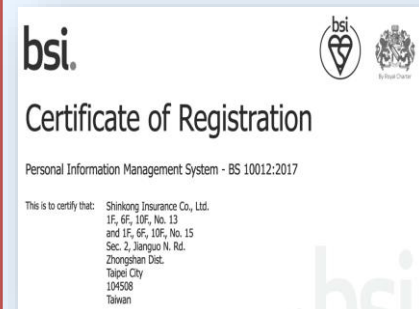 bsi.
bsi
By Royal Charter
Certificate of Registration
Personal Information Management System - BS 10012:2017
This is to certify that: Shinkong Insurance Co., Ltd.
1F., 6F., 10F., No. 13
and 1F., 6F., 10F., No. 15
Sec. 2, Jianguo N. Rd.
Zhongshan Dist.
Taipei City
104508
Taiwan
bsi